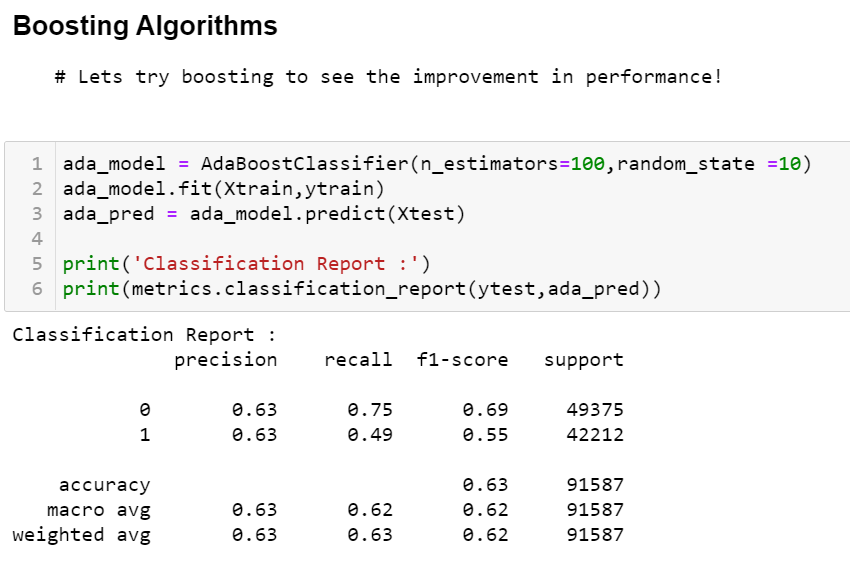 Boosting Algorithms
# Lets try boosting to see the improvement in performance!
1 ada_model = AdaBoostClassifier(n_estimators=100,random_state =10)
2 ada_model.fit(Xtrain,ytrain)
3 ada_pred = ada_model.predict(Xtest)
4
5 print('Classification Report :')
6 print(metrics.classification_report(ytest,ada_pred))
Classification Report :
precision recall f1-score support
0 0.63 0.75 0.69 49375
1 0.63 0.49 0.55 42212
accuracy 0.63 91587
macro avg 0.63 0.62 0.62 91587
weighted avg 0.63 0.63 0.62 91587